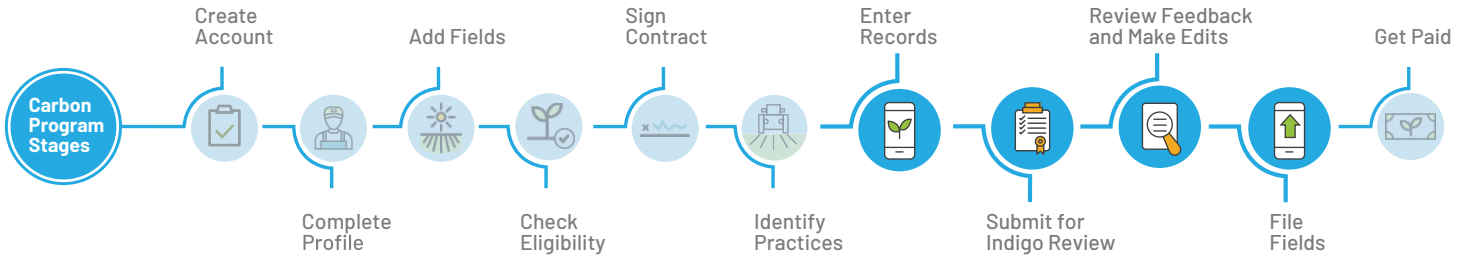 Carbon
Program
Stages
Create
Account
Complete
Profile
Add Fields
Check
Eligibility
Sign
Contract
Identify
Practices
Enter
Records
Submit for
Indigo Review
Review Feedback
and Make Edits
File
Fields
Get Paid